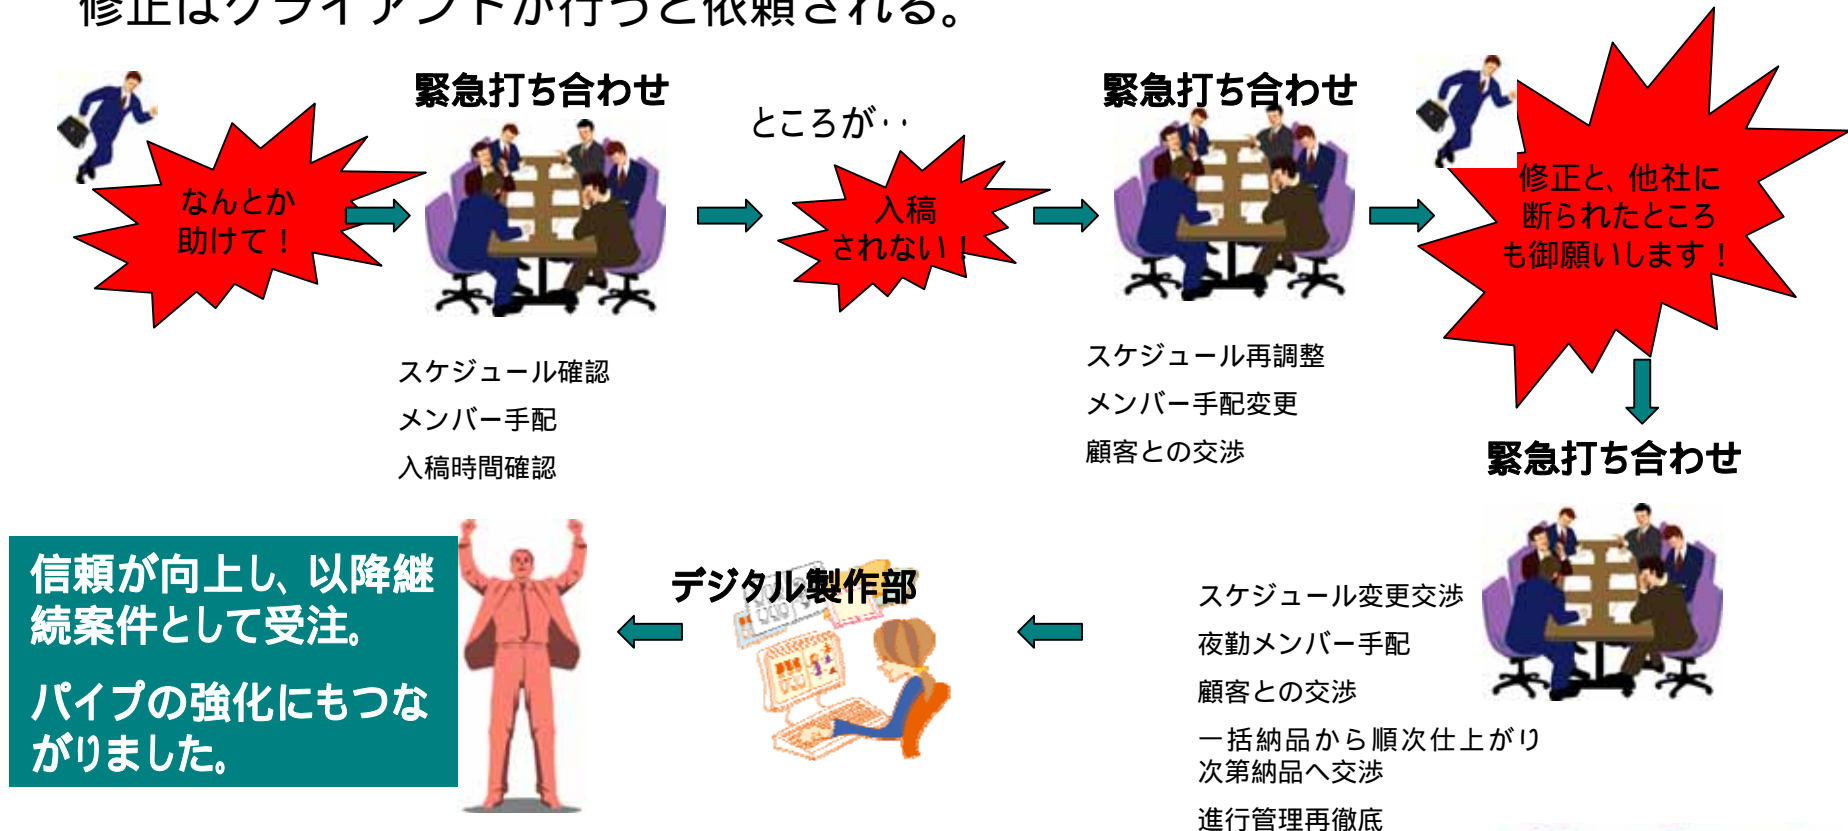 修正はクライアントが行うと依頼される。
緊急打ち合わせ
なんとか
助けて！
スケジュール確認
メンバー手配
入稿時間確認
ところが‥
入稿
されない！
緊急打ち合わせ
スケジュール再調整
メンバー手配変更
顧客との交渉
修正と、他社に
断られたところ
も御願いします！
緊急打ち合わせ
スケジュール変更交渉
夜勤メンバー手配
顧客との交渉
一括納品から順次仕上がり
次第納品へ交渉
進行管理再徹底
デジタル製作部
信頼が向上し、以降継
続案件として受注。
パイプの強化にもつな
がりました。